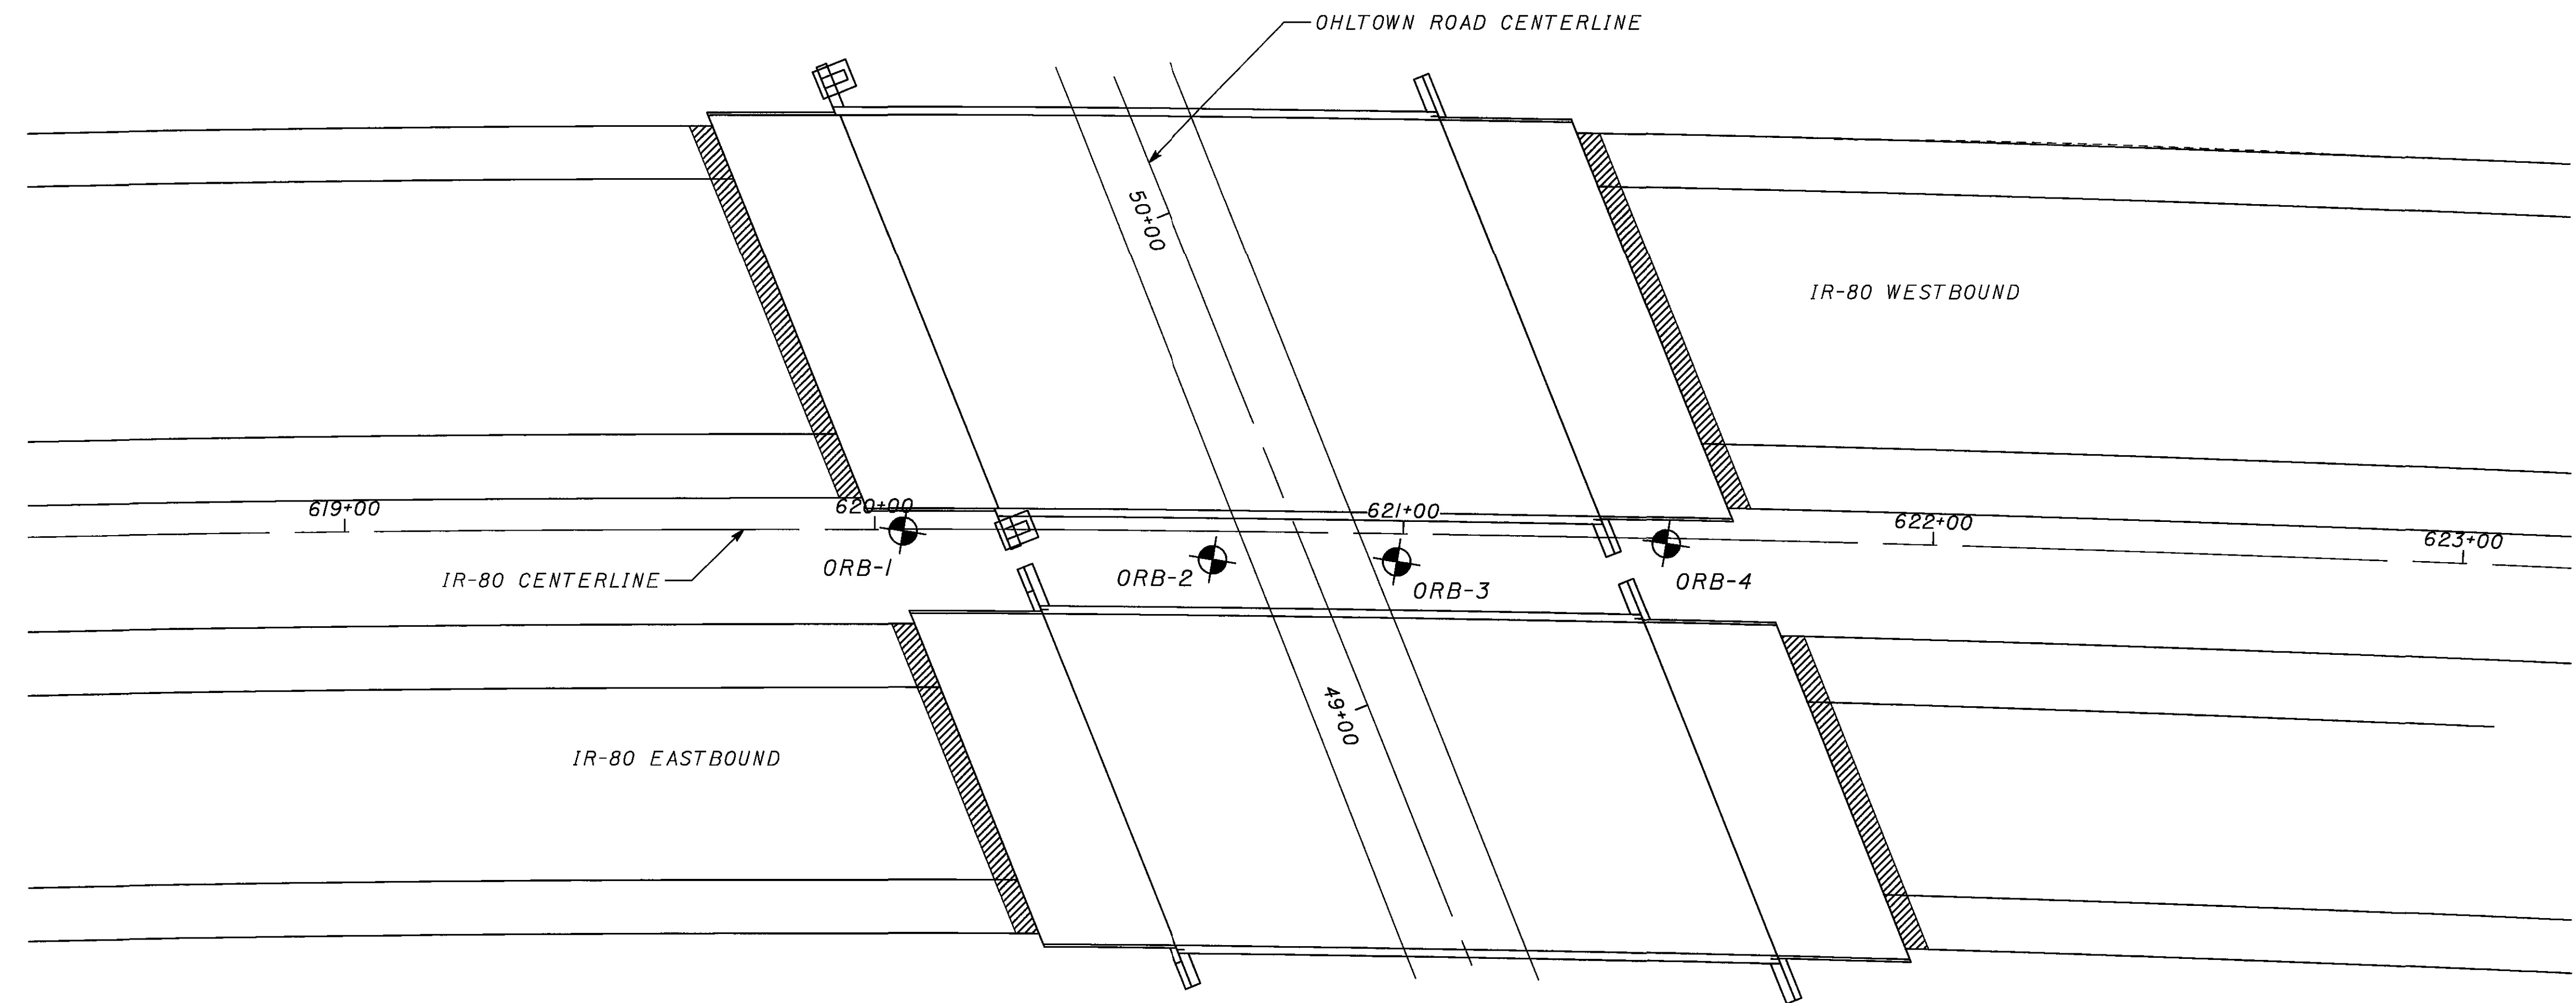 OHLTOWN ROAD CENTERLINE
50+00
IR-80 WESTBOUND
619+00
620+00
621+00
622+00
623+00
IR-80 CENTERLINE
ORB-1
ORB-2
ORB-3
ORB-4
49+00
IR-80 EASTBOUND